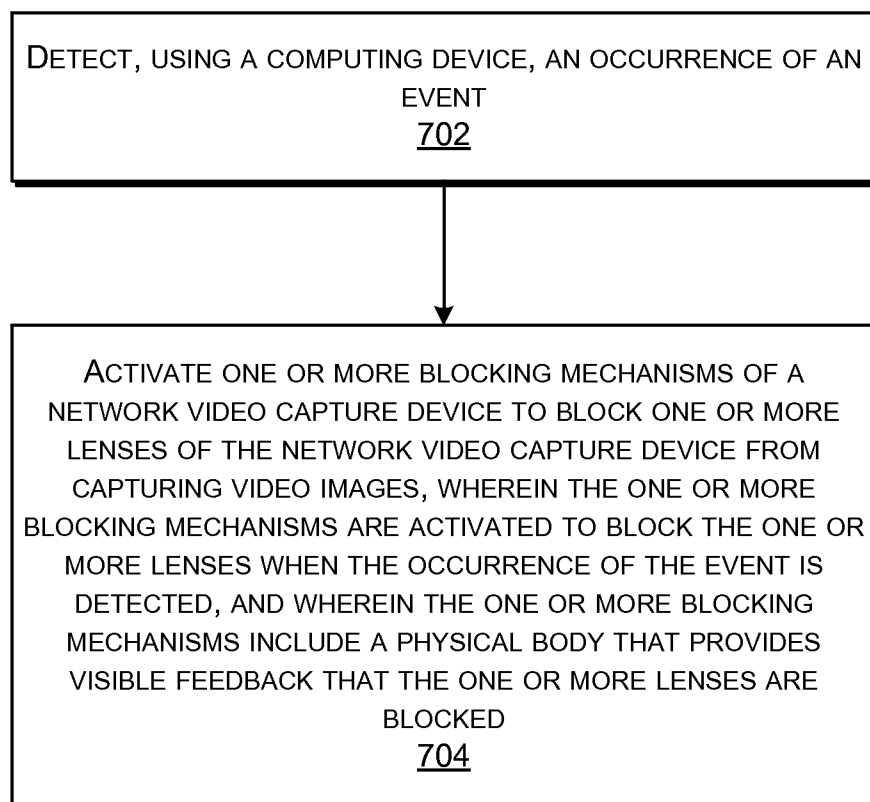 DETECT, USING A COMPUTING DEVICE, AN OCCURRENCE OF AN
EVENT
702
ACTIVATE ONE OR MORE BLOCKING MECHANISMS OF A
NETWORK VIDEO CAPTURE DEVICE TO BLOCK ONE OR MORE
LENSES OF THE NETWORK VIDEO CAPTURE DEVICE FROM
CAPTURING VIDEO IMAGES, WHEREIN THE ONE OR MORE
BLOCKING MECHANISMS ARE ACTIVATED TO BLOCK THE ONE OR
MORE LENSES WHEN THE OCCURRENCE OF THE EVENT IS
DETECTED, AND WHEREIN THE ONE OR MORE BLOCKING
MECHANISMS INCLUDE A PHYSICAL BODY THAT PROVIDES
VISIBLE FEEDBACK THAT THE ONE OR MORE LENSES ARE
BLOCKED
704